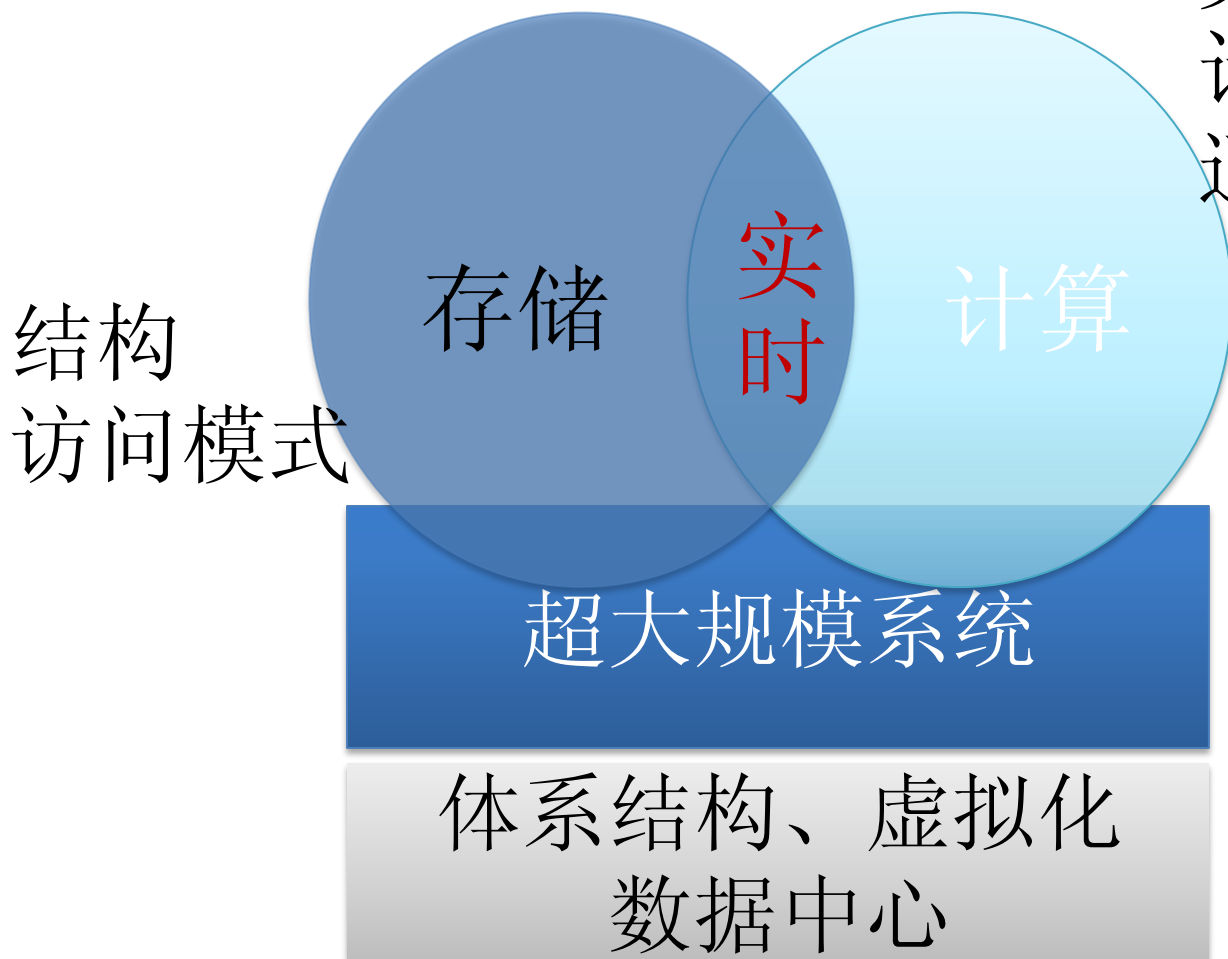 结构
访问模式
存储
实
时
计算
超大规模系统
体系结构、虚拟化
数据中心